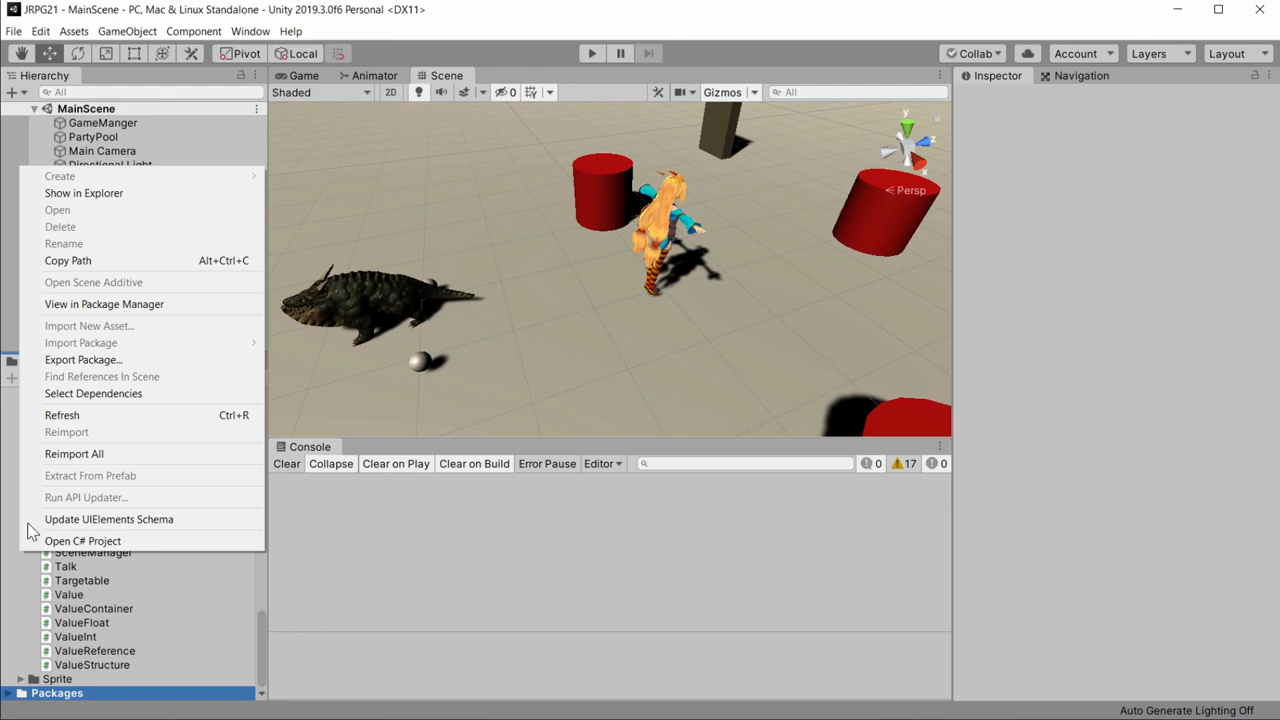 JRPG21 - MainScene - PC, Mac & Linux Standalone - Unity 2019.3.0f6 Personal <DX11>
File Edit Assets GameObject Component Window Help
Pivot Local Collab Account Layers Layout
Hierarchy Game Animator Scene Inspector Navigation
All Shaded 2D 0 Gizmos All
MainScene
GameManger
PartyPool
Main Camera
Directional Light
y
z
x
Persp
Create
Show in Explorer
Open
Delete
Rename
Copy Path Alt+Ctrl+C
Open Scene Additive
View in Package Manager
Import New Asset...
Import Package
Export Package...
Find References In Scene
Select Dependencies
Refresh Ctrl+R
Reimport
Reimport All
Extract From Prefab
Run API Updater...
Update UIElements Schema
Open C# Project
Console
Clear Collapse Clear on Play Clear on Build Error Pause Editor 0 17 0
SceneManager
Talk
Targetable
Value
ValueContainer
ValueFloat
ValueInt
ValueReference
ValueStructure
Sprite
Packages
Auto Generate Lighting Off